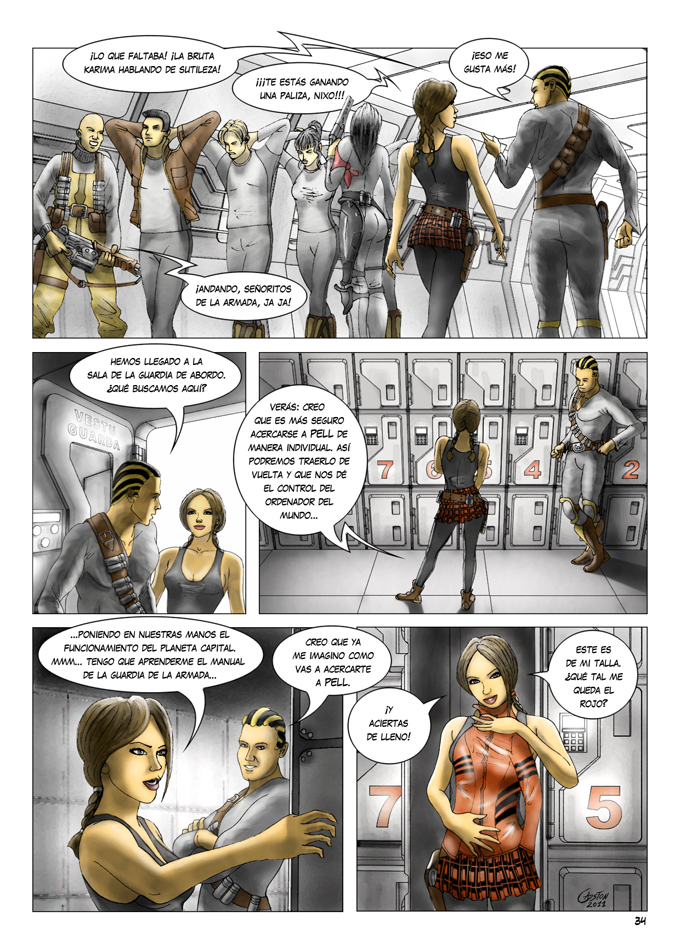 ¡LO QUE FALTABA! ¡LA BRUTA
KARIMA HABLANDO DE SUTILEZA!
¡¡¡TE ESTÁS GANANDO
UNA PALIZA, NIXO!!!
¡ESO ME
GUSTA MÁS!
¡ANDANDO, SEÑORITOS
DE LA ARMADA, JA JA!
HEMOS LLEGADO A LA
SALA DE LA GUARDIA DE ABORDO.
¿QUÉ BUSCAMOS AQUÍ?
VESTU
GUARDA
VERÁS: CREO
QUE ES MÁS SEGURO
ACERCARSE A PELL DE
MANERA INDIVIDUAL. ASÍ
PODREMOS TRAERLO DE
VUELTA Y QUE NOS DÉ
EL CONTROL DEL
ORDENADOR DEL
MUNDO...
7
6
5
4
2
...PONIENDO EN NUESTRAS MANOS EL
FUNCIONAMIENTO DEL PLANETA CAPITAL.
MMM... TENGO QUE APRENDERME EL MANUAL
DE LA GUARDIA DE LA ARMADA...
CREO QUE YA
ME IMAGINO COMO
VAS A ACERCARTE
A PELL.
¡Y
ACIERTAS
DE LLENO!
ESTE ES
DE MI TALLA.
¿QUÉ TAL ME
QUEDA EL
ROJO?
7
5
GASTON
2011
34